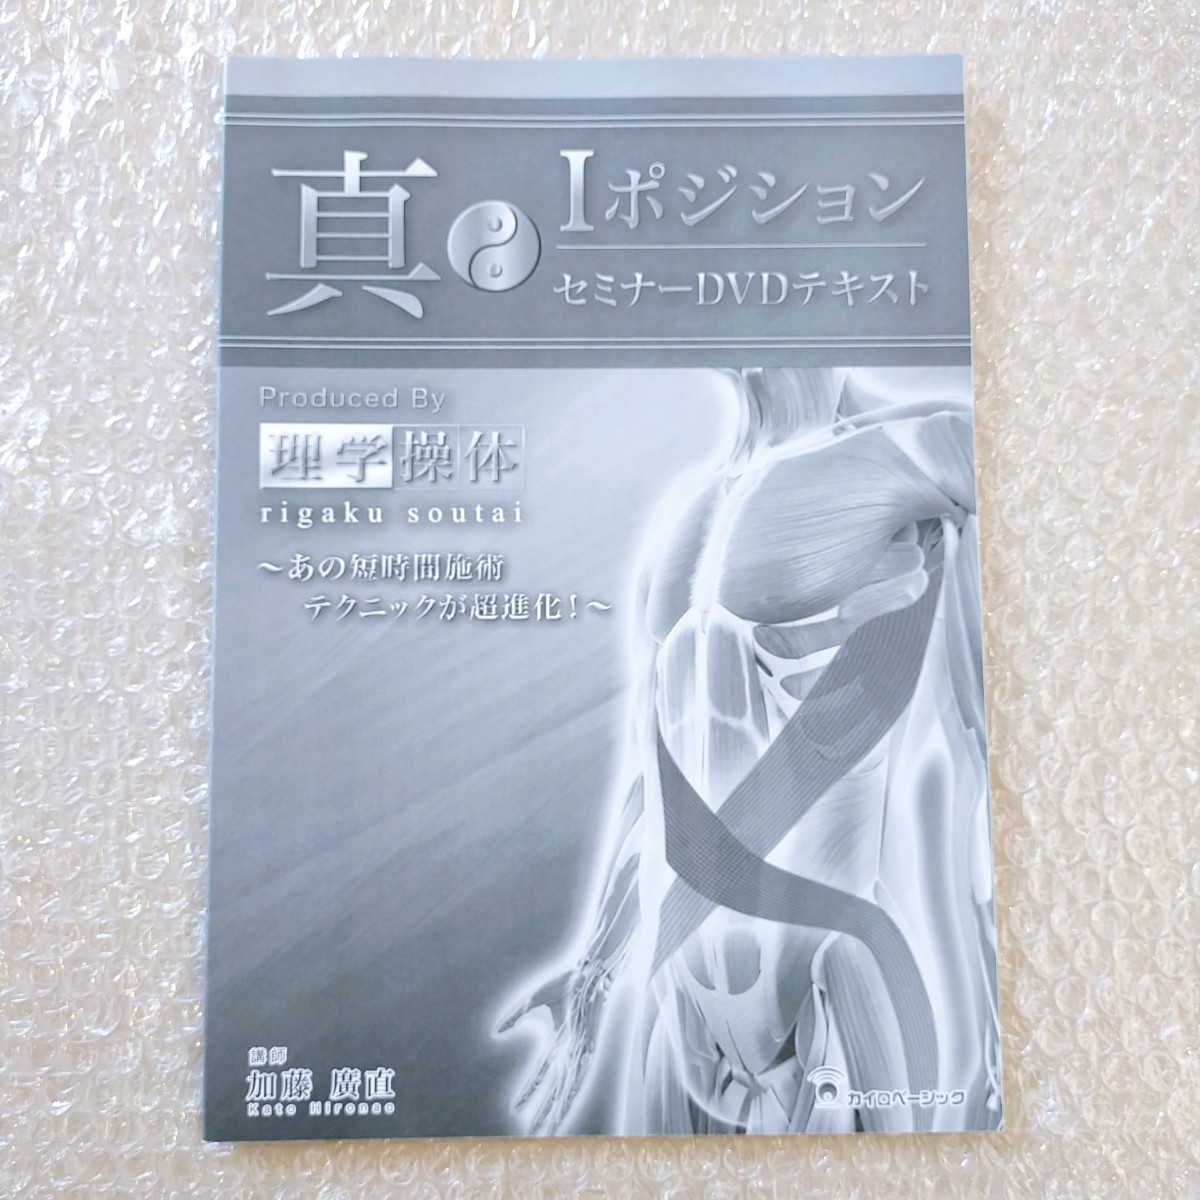 真
Iポジション
セミナーDVDテキスト
Produced By
理学操体
rigaku soutai
～あの短時間施術
テクニックが超進化！～
講師
加藤 廣直
Kato Hironao
カイロベーシック